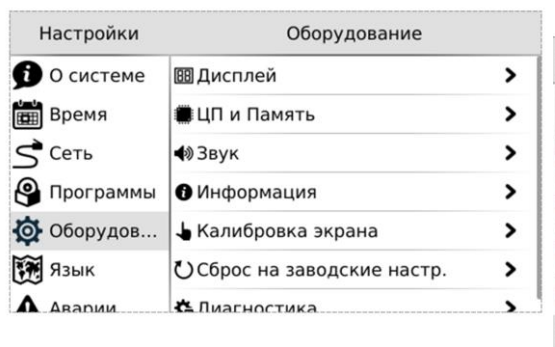 Настройки
Оборудование
О системе
Дисплей
Время
ЦП и Память
Сеть
Звук
Программы
Информация
Оборудов...
Калибровка экрана
Язык
Сброс на заводские настр.
Аварии
Диагностика